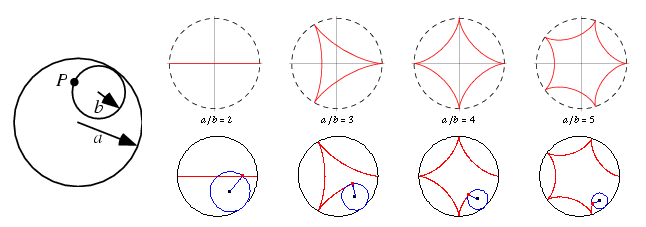 P
b
a
a/b = 2
a/b = 3
a/b = 4
a/b = 5